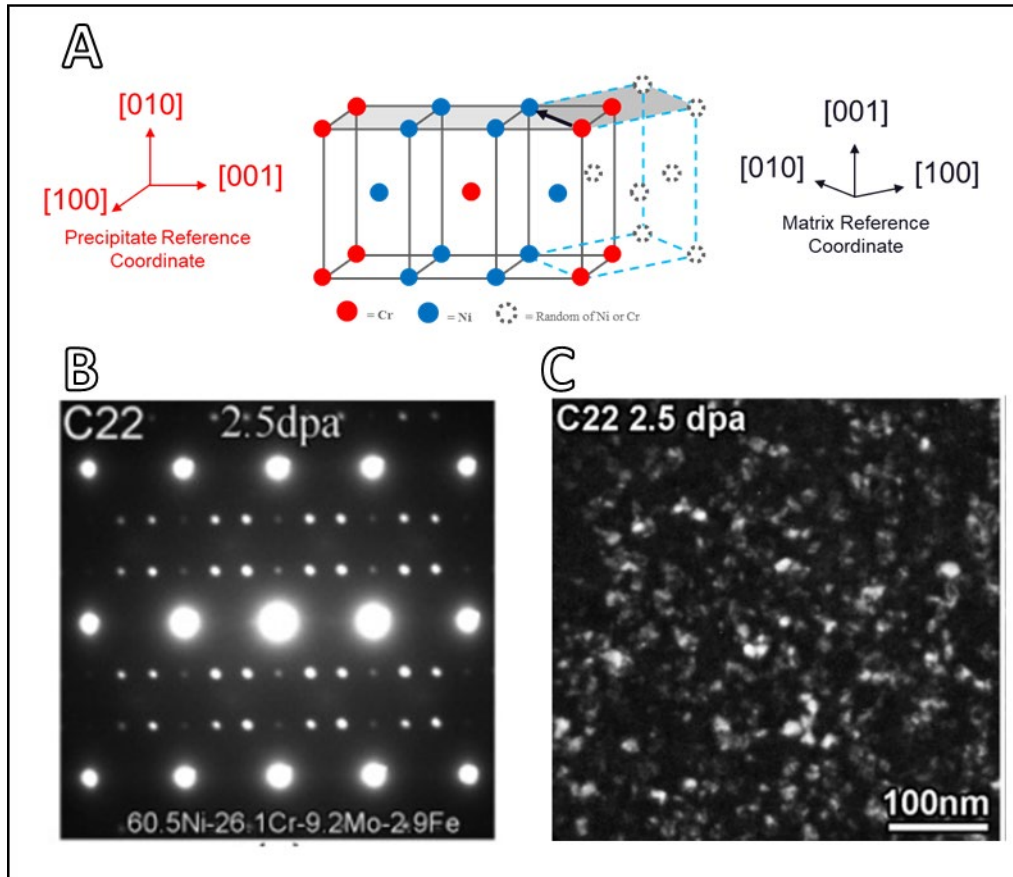 A
[010]
[001]
[100]
Precipitate Reference
Coordinate
[001]
[010]
[100]
Matrix Reference
Coordinate
= Cr = Ni = Random of Ni or Cr
B
C22 2.5dpa
60.5Ni-26.1Cr-9.2Mo-2.9Fe
C
C22 2.5 dpa
100nm